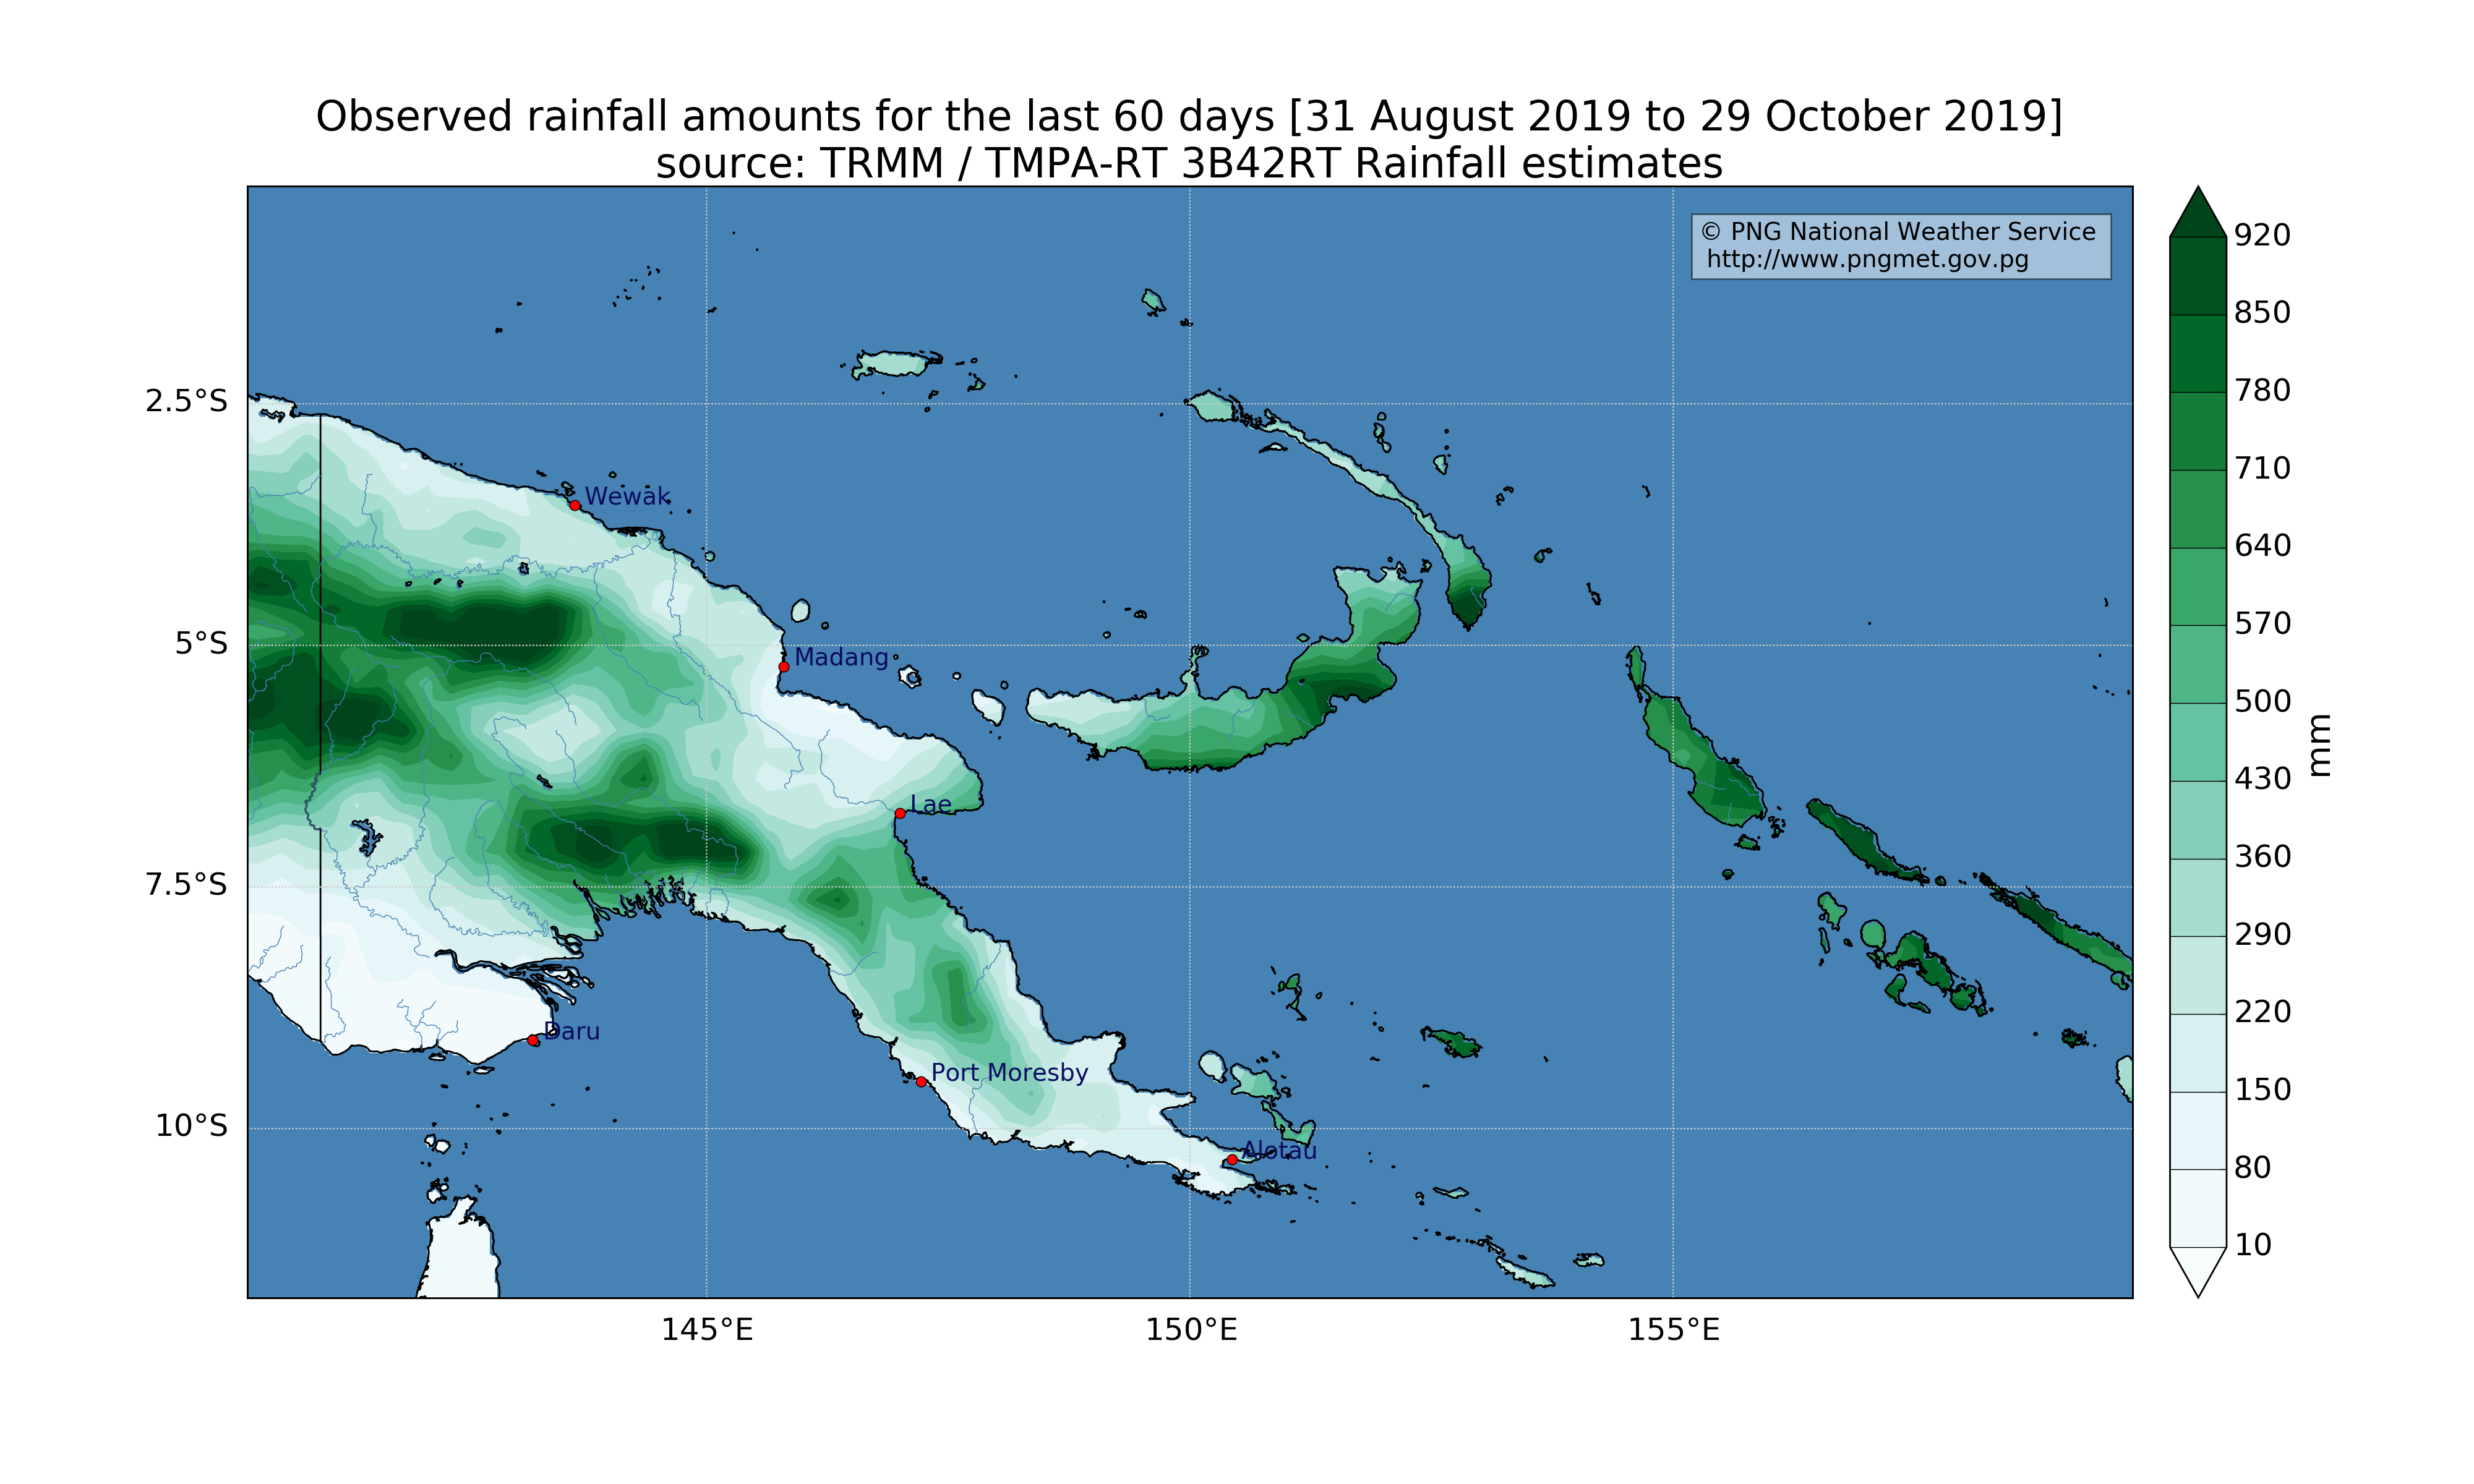 Observed rainfall amounts for the last 60 days [31 August 2019 to 29 October 2019]
source: TRMM / TMPA-RT 3B42RT Rainfall estimates
© PNG National Weather Service
http://www.pngmet.gov.pg
2.5°S
5°S
7.5°S
10°S
Wewak
Madang
Lae
Daru
Port Moresby
Alotau
145°E
150°E
155°E
920
850
780
710
640
570
500
430
360
290
220
150
80
10
mm